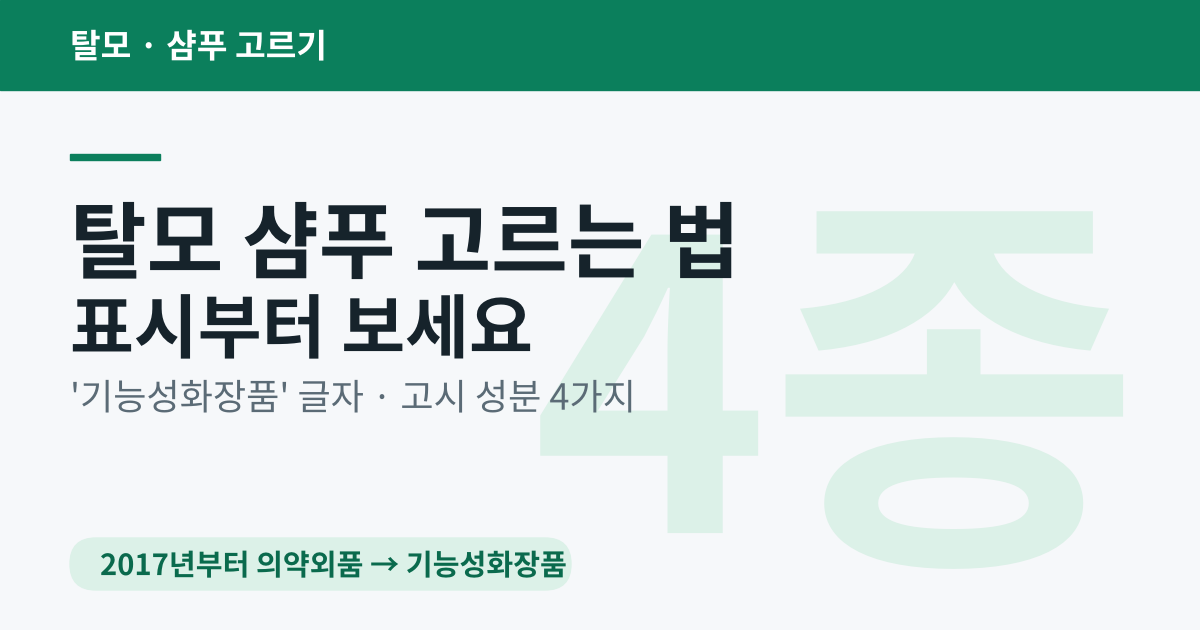 탈모 · 샴푸 고르기
탈모 샴푸 고르는 법
표시부터 보세요
'기능성화장품' 글자 · 고시 성분 4가지
4종
2017년부터 의약외품 → 기능성화장품